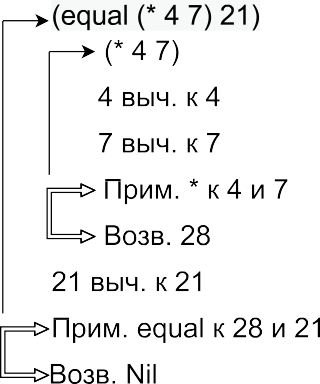 (equal (* 4 7) 21)
(* 4 7)
4 выч. к 4
7 выч. к 7
Прим. * к 4 и 7
Возв. 28
21 выч. к 21
Прим. equal к 28 и 21
Возв. Nil